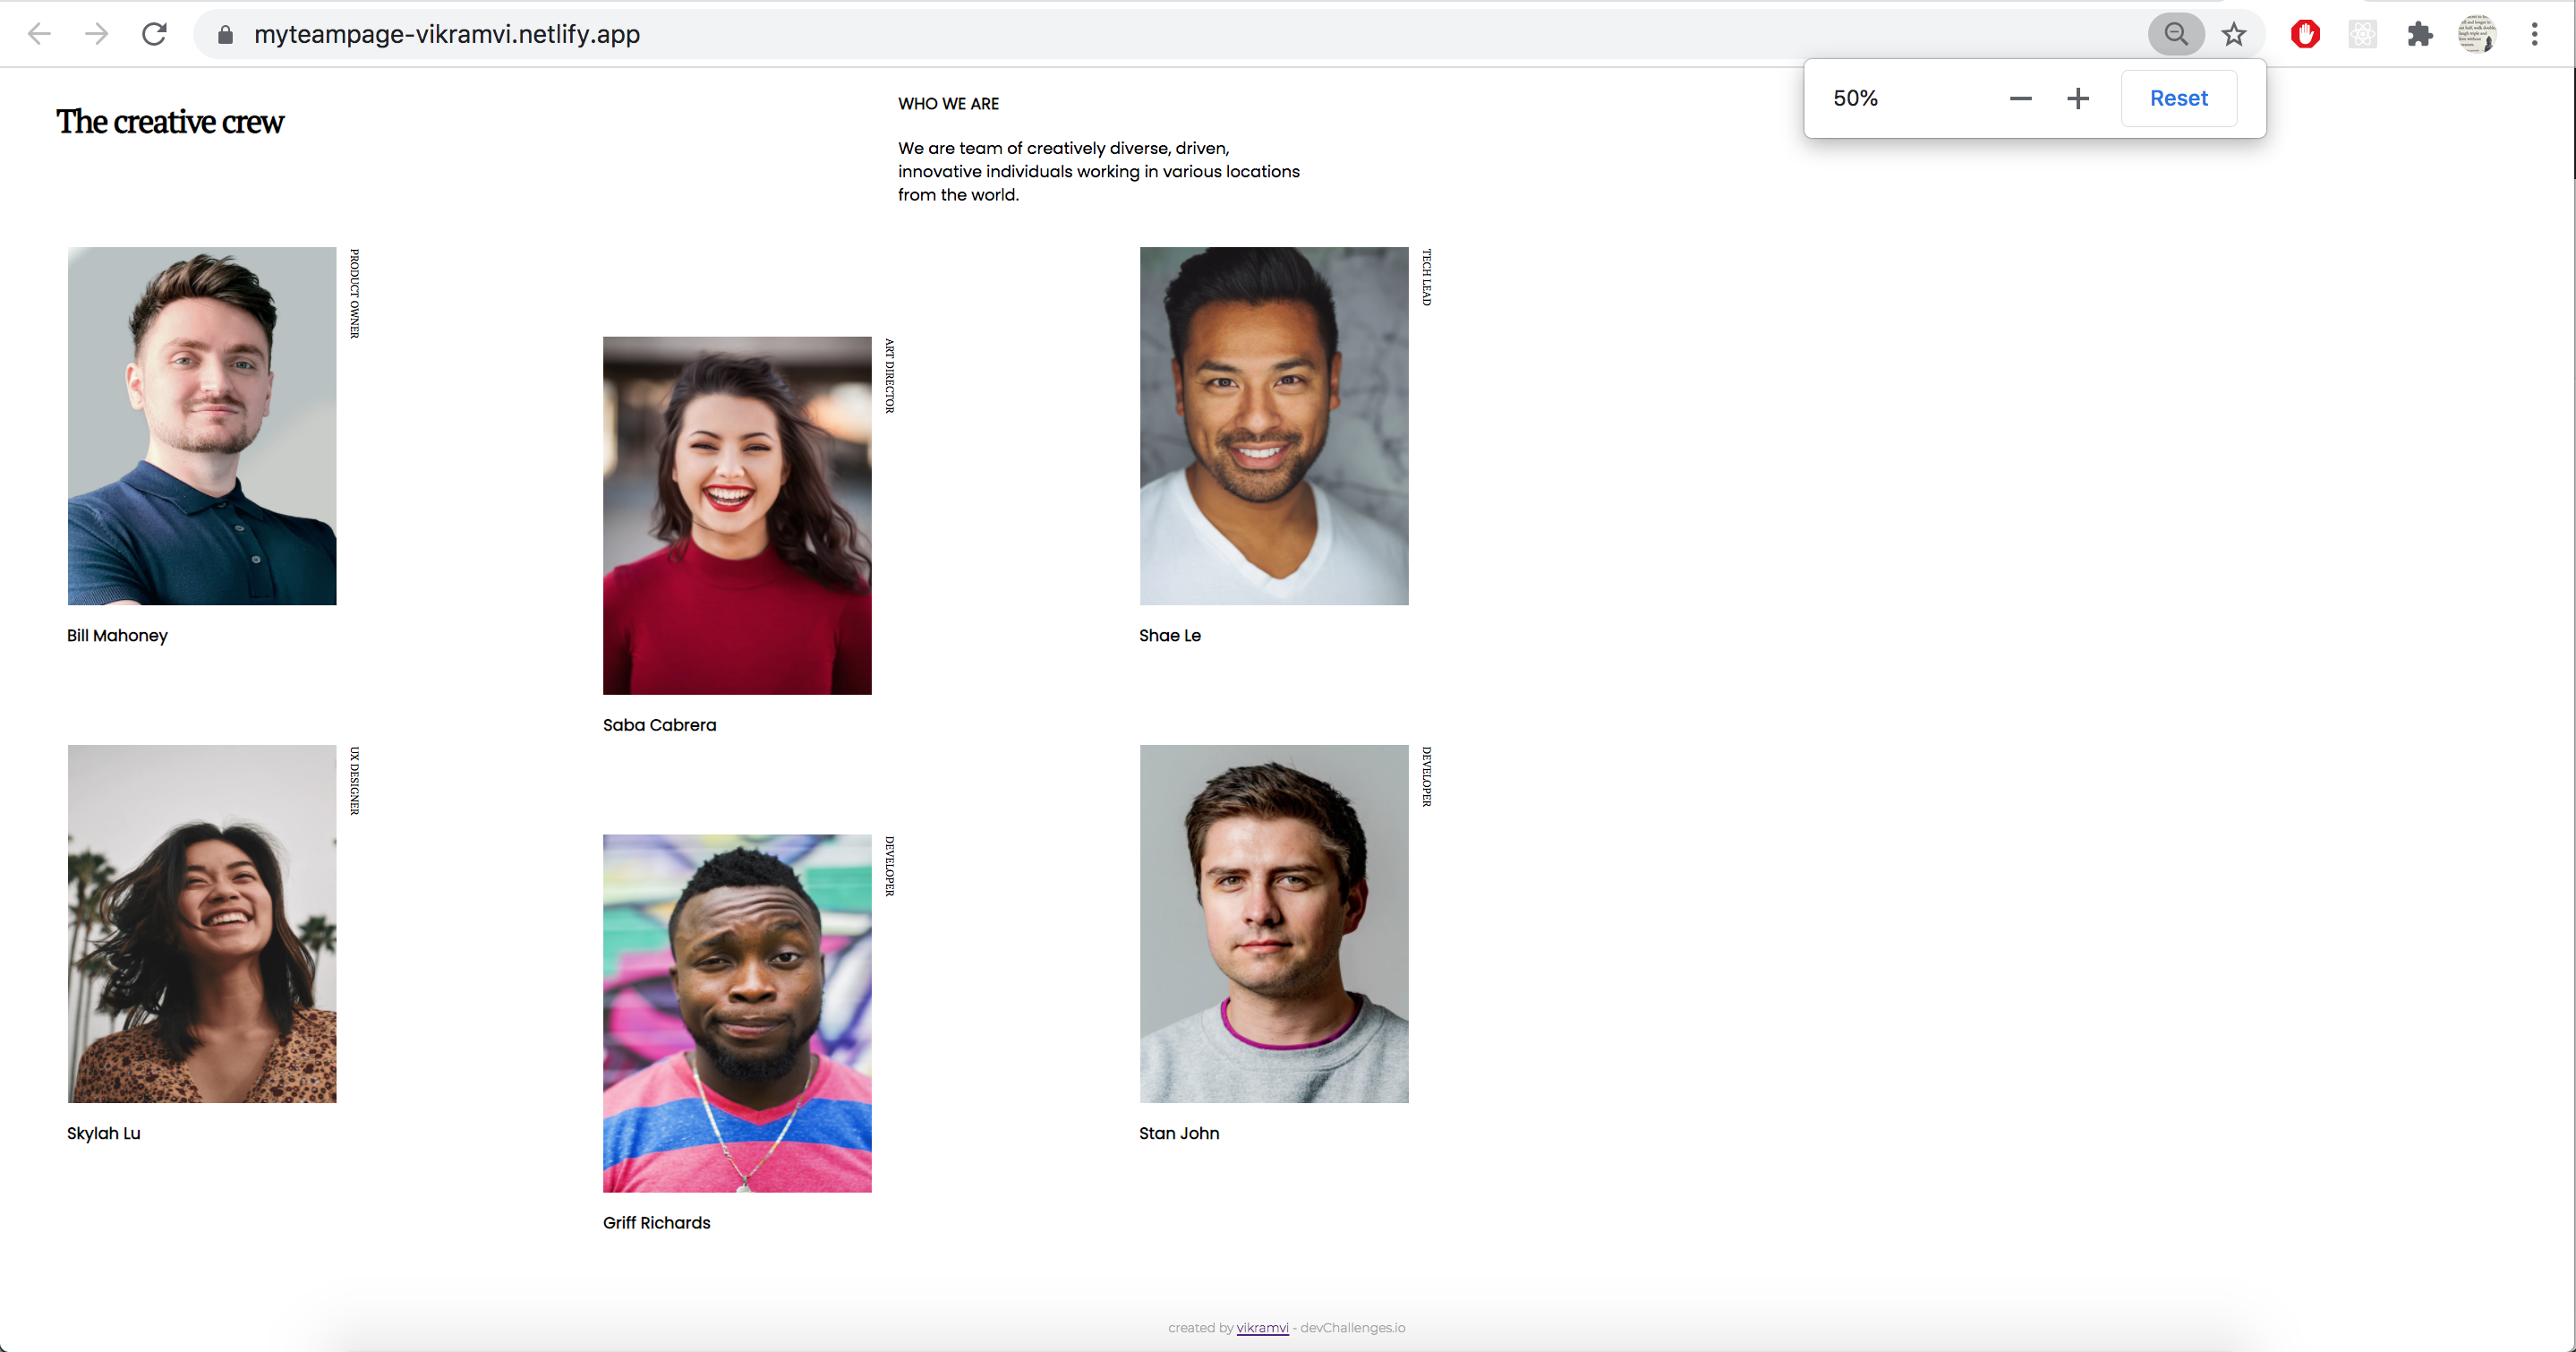 myteampage-vikramvi.netlify.app
50%
Reset
The creative crew
WHO WE ARE
We are team of creatively diverse, driven,
innovative individuals working in various locations
from the world.
PRODUCT OWNER
Bill Mahoney
ART DIRECTOR
Saba Cabrera
TECH LEAD
Shae Le
UX DESIGNER
Skylah Lu
DEVELOPER
Griff Richards
DEVELOPER
Stan John
created by vikramvi - devChallenges.io